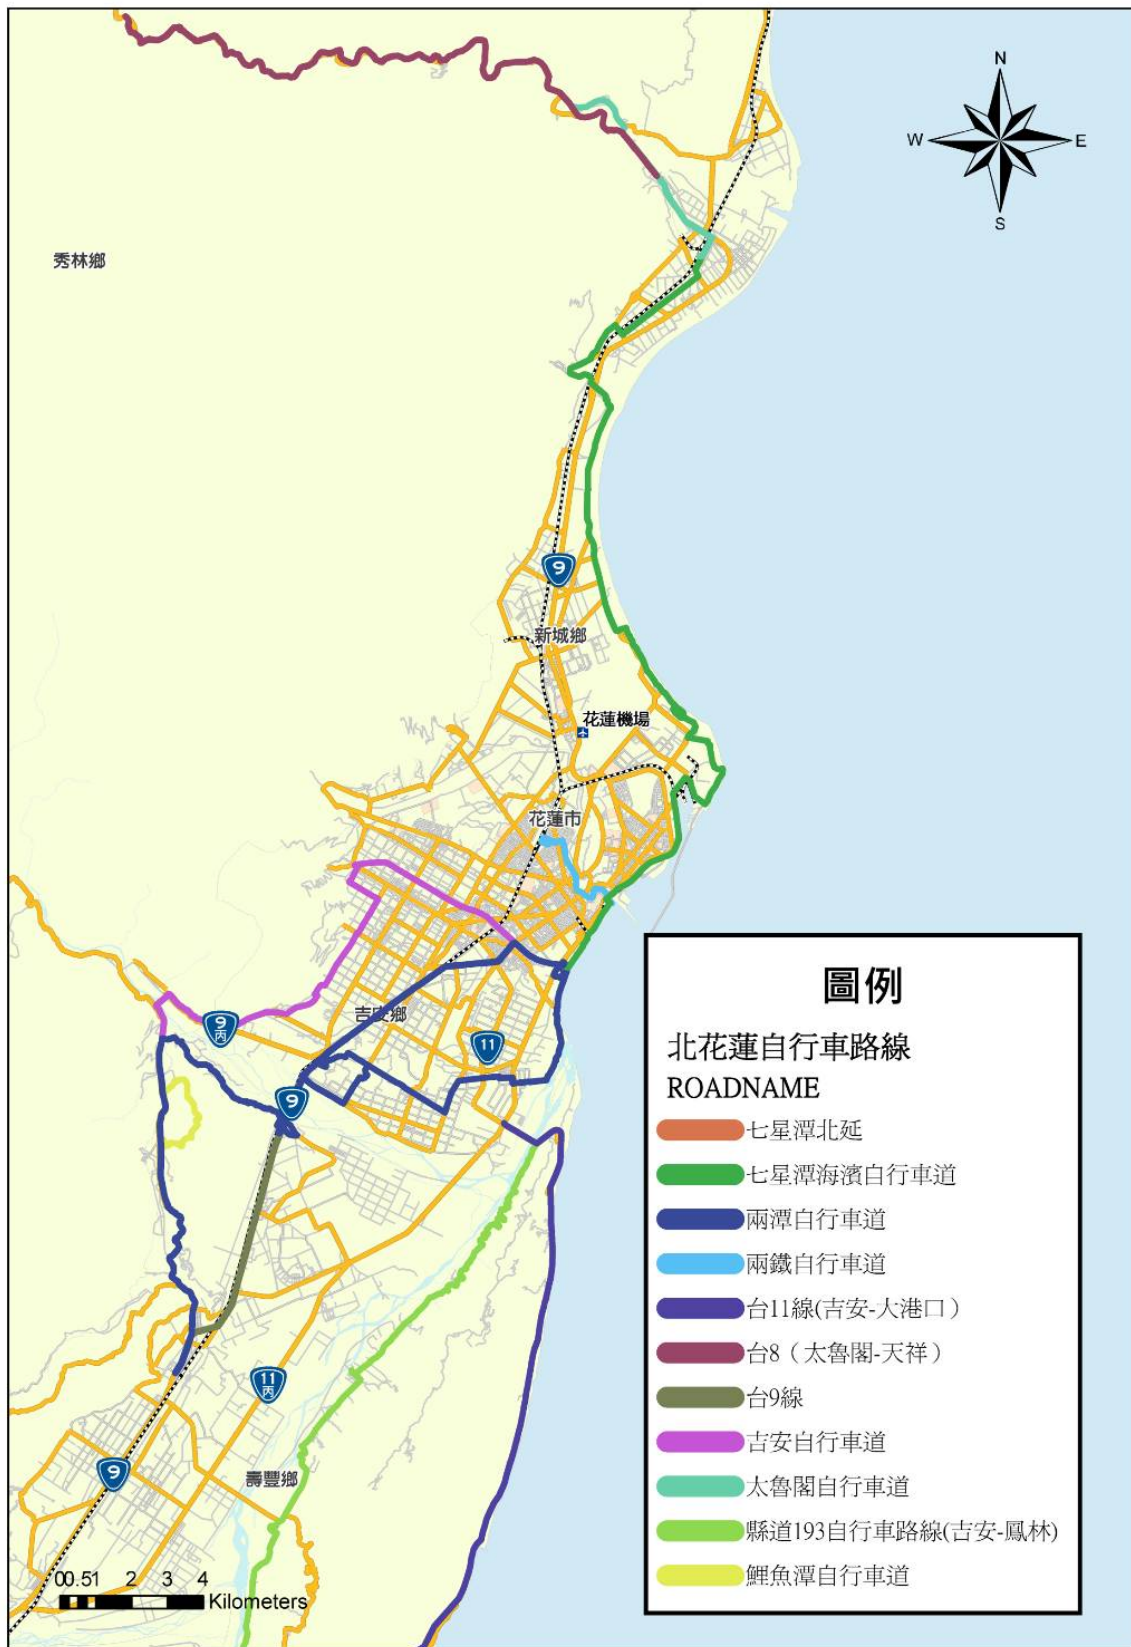 N
W
E
S
秀林鄉
9
新城鄉
花蓮機場
花蓮市
9
丙
吉安鄉
11
9
11
丙
9
壽豐鄉
00.51 2 3 4
Kilometers
圖例
北花蓮自行車路線
ROADNAME
七星潭北延
七星潭海濱自行車道
兩潭自行車道
兩鐵自行車道
台11線(吉安-大港口）
台8（太魯閣-天祥）
台9線
吉安自行車道
太魯閣自行車道
縣道193自行車路線(吉安-鳳林)
鯉魚潭自行車道